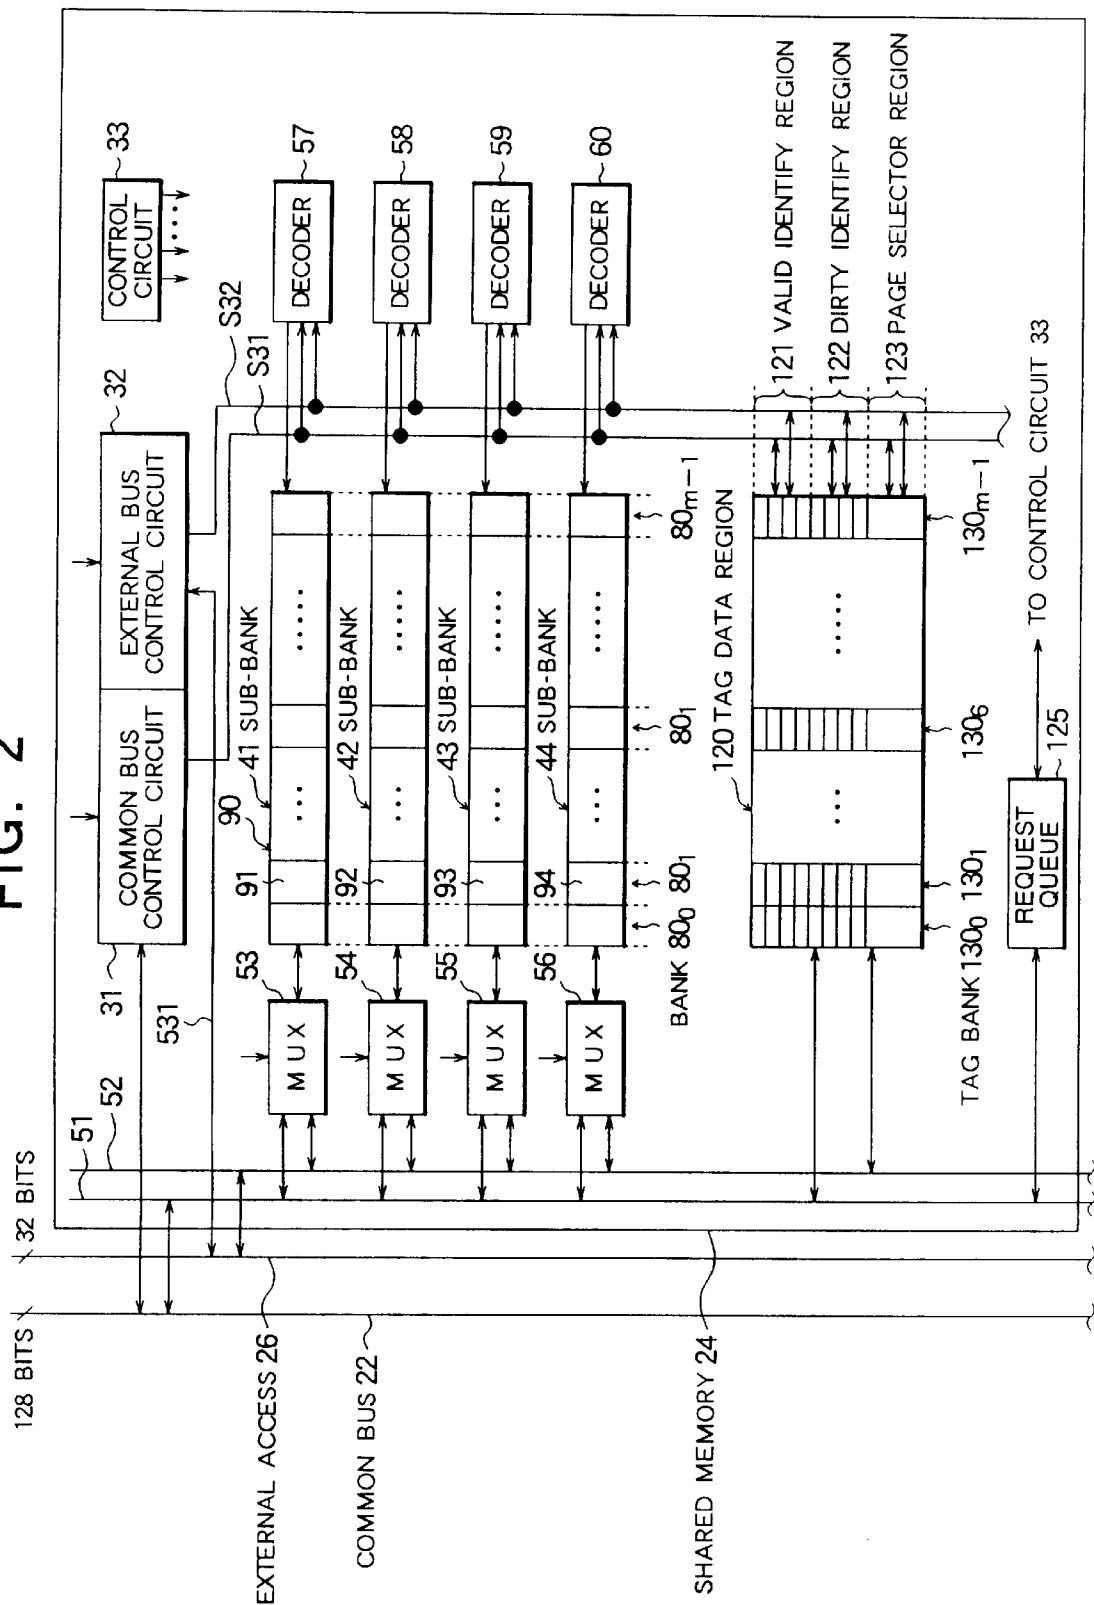 FIG. 2
128 BITS
32 BITS
51
52
531
31
COMMON BUS
CONTROL CIRCUIT
EXTERNAL BUS
CONTROL CIRCUIT
32
S32
S31
CONTROL
CIRCUIT
33
53
MUX
90
91
41 SUB-BANK
DECODER
57
54
MUX
92
42 SUB-BANK
DECODER
58
55
MUX
93
43 SUB-BANK
DECODER
59
56
MUX
94
44 SUB-BANK
DECODER
60
BANK 80₀
80₁
80₁
80ₘ₋₁
EXTERNAL ACCESS 26
COMMON BUS 22
SHARED MEMORY 24
120 TAG DATA REGION
121 VALID IDENTIFY REGION
122 DIRTY IDENTIFY REGION
123 PAGE SELECTOR REGION
TAG BANK 130₀
130₁
130₆
130ₘ₋₁
REQUEST
QUEUE
125
TO CONTROL CIRCUIT 33